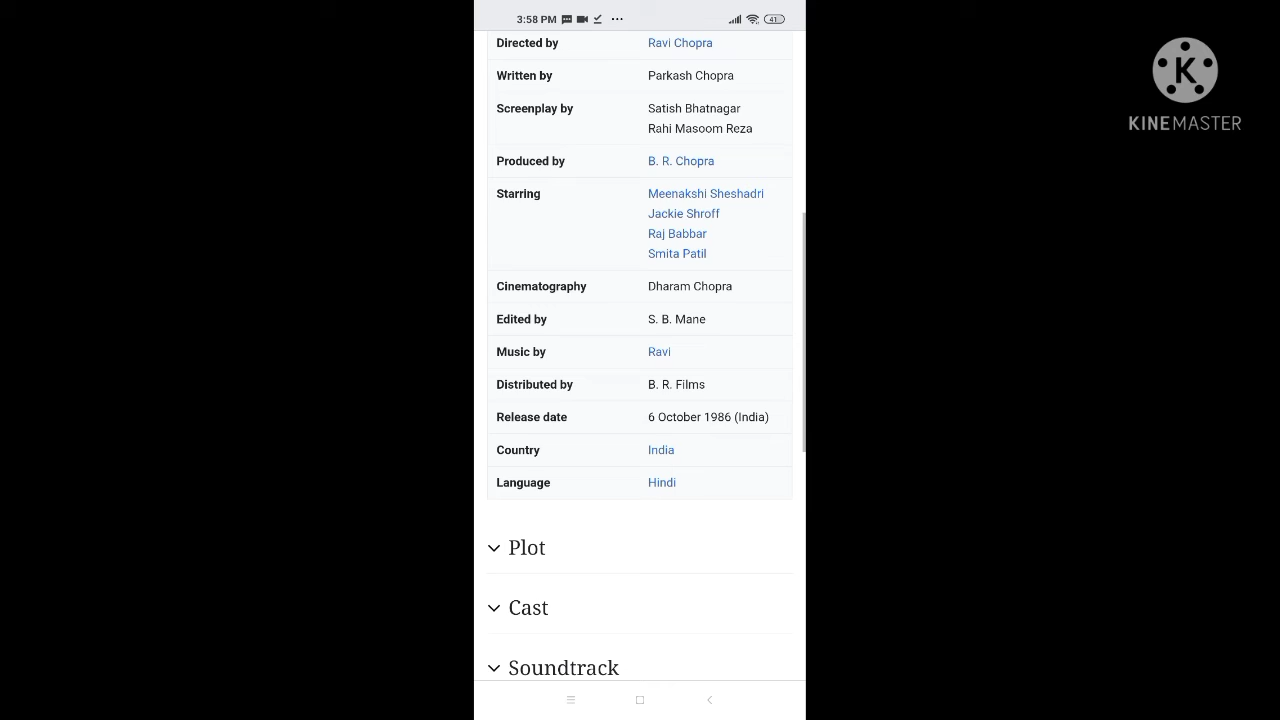 3:58 PM
41
Directed by Ravi Chopra
Written by Parkash Chopra
Screenplay by Satish Bhatnagar
Rahi Masoom Reza
Produced by B. R. Chopra
Starring Meenakshi Sheshadri
Jackie Shroff
Raj Babbar
Smita Patil
Cinematography Dharam Chopra
Edited by S. B. Mane
Music by Ravi
Distributed by B. R. Films
Release date 6 October 1986 (India)
Country India
Language Hindi
Plot
Cast
Soundtrack
K
KINEMASTER